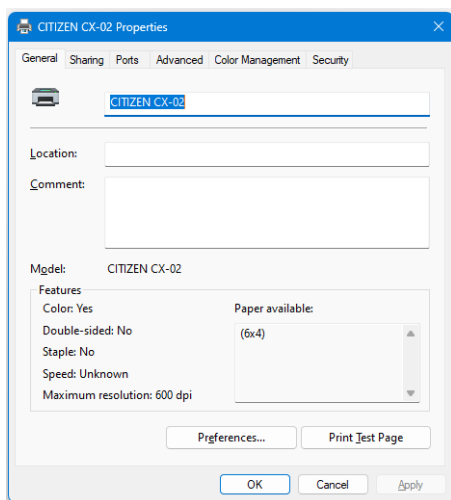 CITIZEN CX-02 Properties
General Sharing Ports Advanced Color Management Security
CITIZEN CX-02
Location:
Comment:
Model: CITIZEN CX-02
Features
Color: Yes Paper available:
Double-sided: No (6x4)
Staple: No
Speed: Unknown
Maximum resolution: 600 dpi
Preferences... Print Test Page
OK Cancel Apply